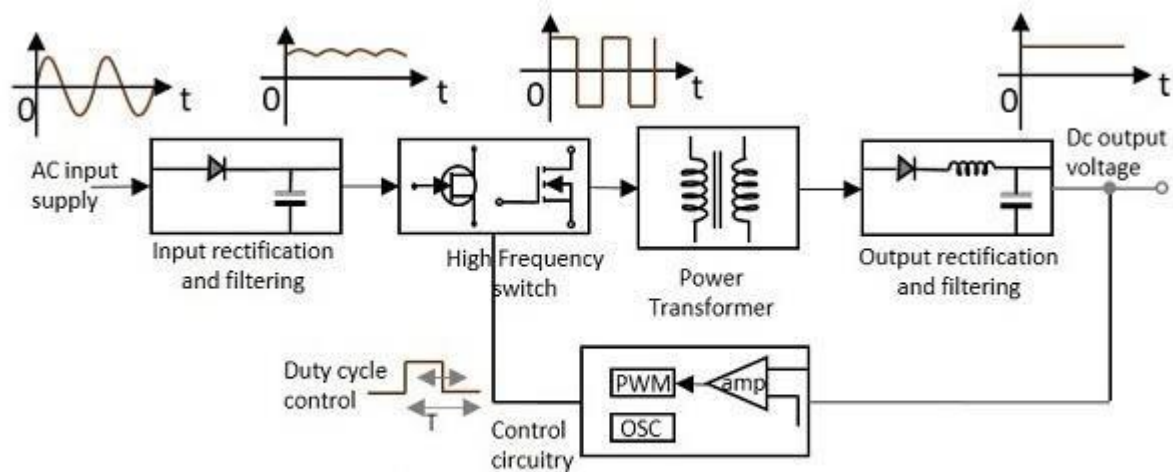 t
0
t
0
t
0
t
0
AC input
supply
Input rectification
and filtering
High Frequency
switch
Power
Transformer
Dc output
voltage
Output rectification
and filtering
Duty cycle
control
T
Control
circuitry
PWM
amp
OSC